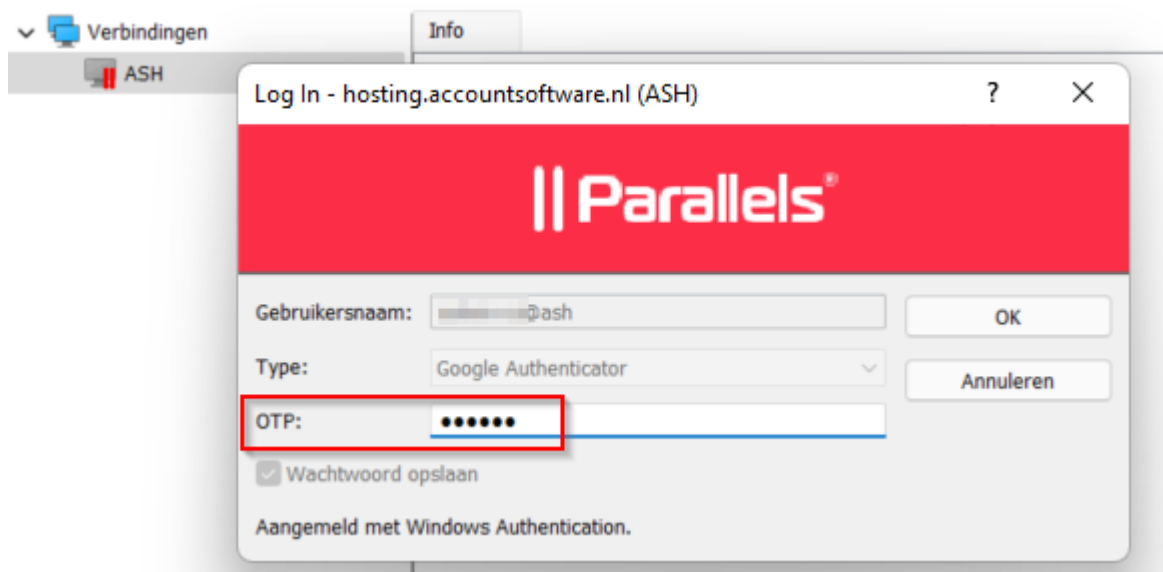 Verbindingen
Info
ASH
Log In - hosting.accountsoftware.nl (ASH)
?
Parallels®
Gebruikersnaam:
@ash
OK
Type:
Google Authenticator
Annuleren
OTP:
••••••
Wachtwoord opslaan
Aangemeld met Windows Authentication.